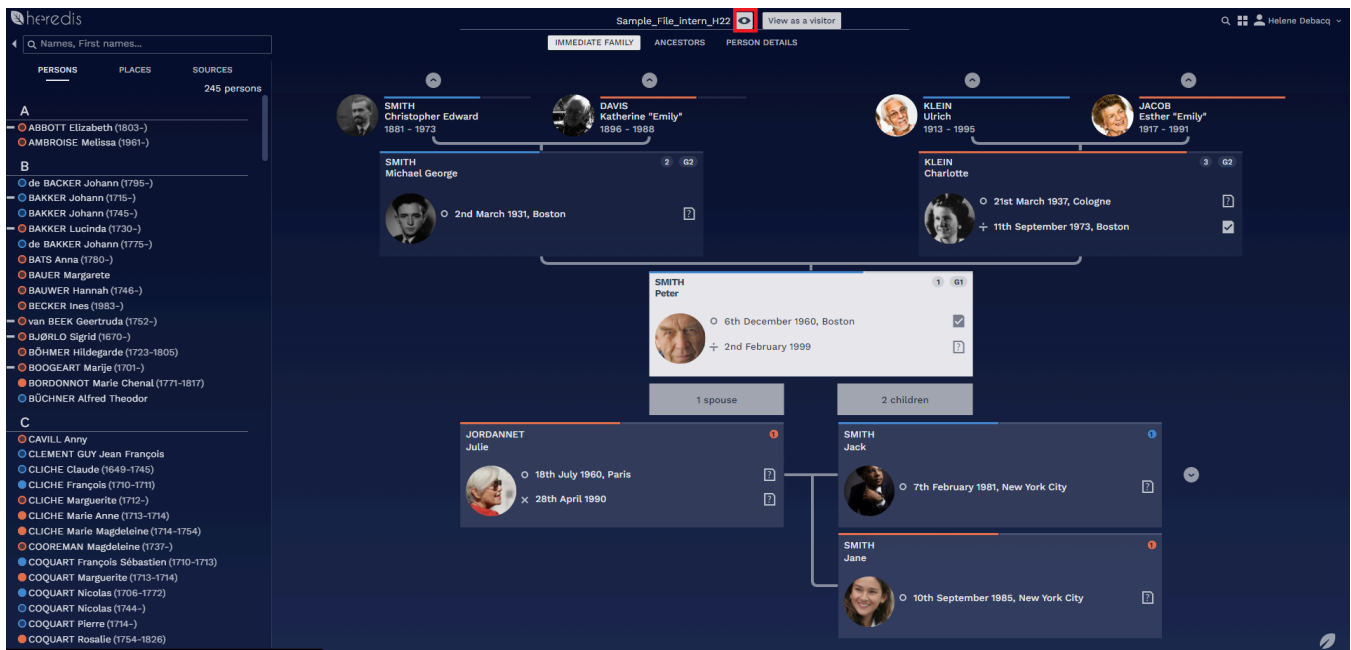 heredis
Sample_File_intern_H22
View as a visitor
Helene Debacq
Names, First names...
IMMEDIATE FAMILY
ANCESTORS
PERSON DETAILS
PERSONS
PLACES
SOURCES
245 persons
A
ABBOTT Elizabeth (1803-)
AMBROISE Melissa (1961-)
B
de BACKER Johann (1795-)
BAKKER Johann (1715-)
BAKKER Johann (1745-)
BAKKER Lucinda (1730-)
de BAKKER Johann (1775-)
BATS Anna (1780-)
BAUER Margarete
BAUWER Hannah (1746-)
BECKER Ines (1983-)
van BEEK Geertruda (1752-)
BJØRLO Sigrid (1670-)
BÖHMER Hildegarde (1723-1805)
BOOGEART Marije (1701-)
BORDONNOT Marie Chenal (1771-1817)
BÜCHNER Alfred Theodor
C
CAVILL Anny
CLEMENT GUY Jean François
CLICHE Claude (1649-1745)
CLICHE François (1710-1711)
CLICHE Marguerite (1712-)
CLICHE Marie Anne (1713-1714)
CLICHE Marie Magdeleine (1714-1754)
COOREMAN Magdeleine (1737-)
COQUART François Sébastien (1710-1713)
COQUART Marguerite (1713-1714)
COQUART Nicolas (1706-1772)
COQUART Nicolas (1744-)
COQUART Pierre (1714-)
COQUART Rosalie (1754-1826)
SMITH
Christopher Edward
1881 - 1973
DAVIS
Katherine "Emily"
1896 - 1988
KLEIN
Ulrich
1913 - 1995
JACOB
Esther "Emily"
1917 - 1991
SMITH
Michael George
2 G2
2nd March 1931, Boston
?
KLEIN
Charlotte
3 G2
21st March 1937, Cologne
?
11th September 1973, Boston
SMITH
Peter
1 G1
6th December 1960, Boston
2nd February 1999
?
1 spouse
2 children
JORDANNET
Julie
1
18th July 1960, Paris
?
28th April 1990
?
SMITH
Jack
1
7th February 1981, New York City
?
SMITH
Jane
1
10th September 1985, New York City
?